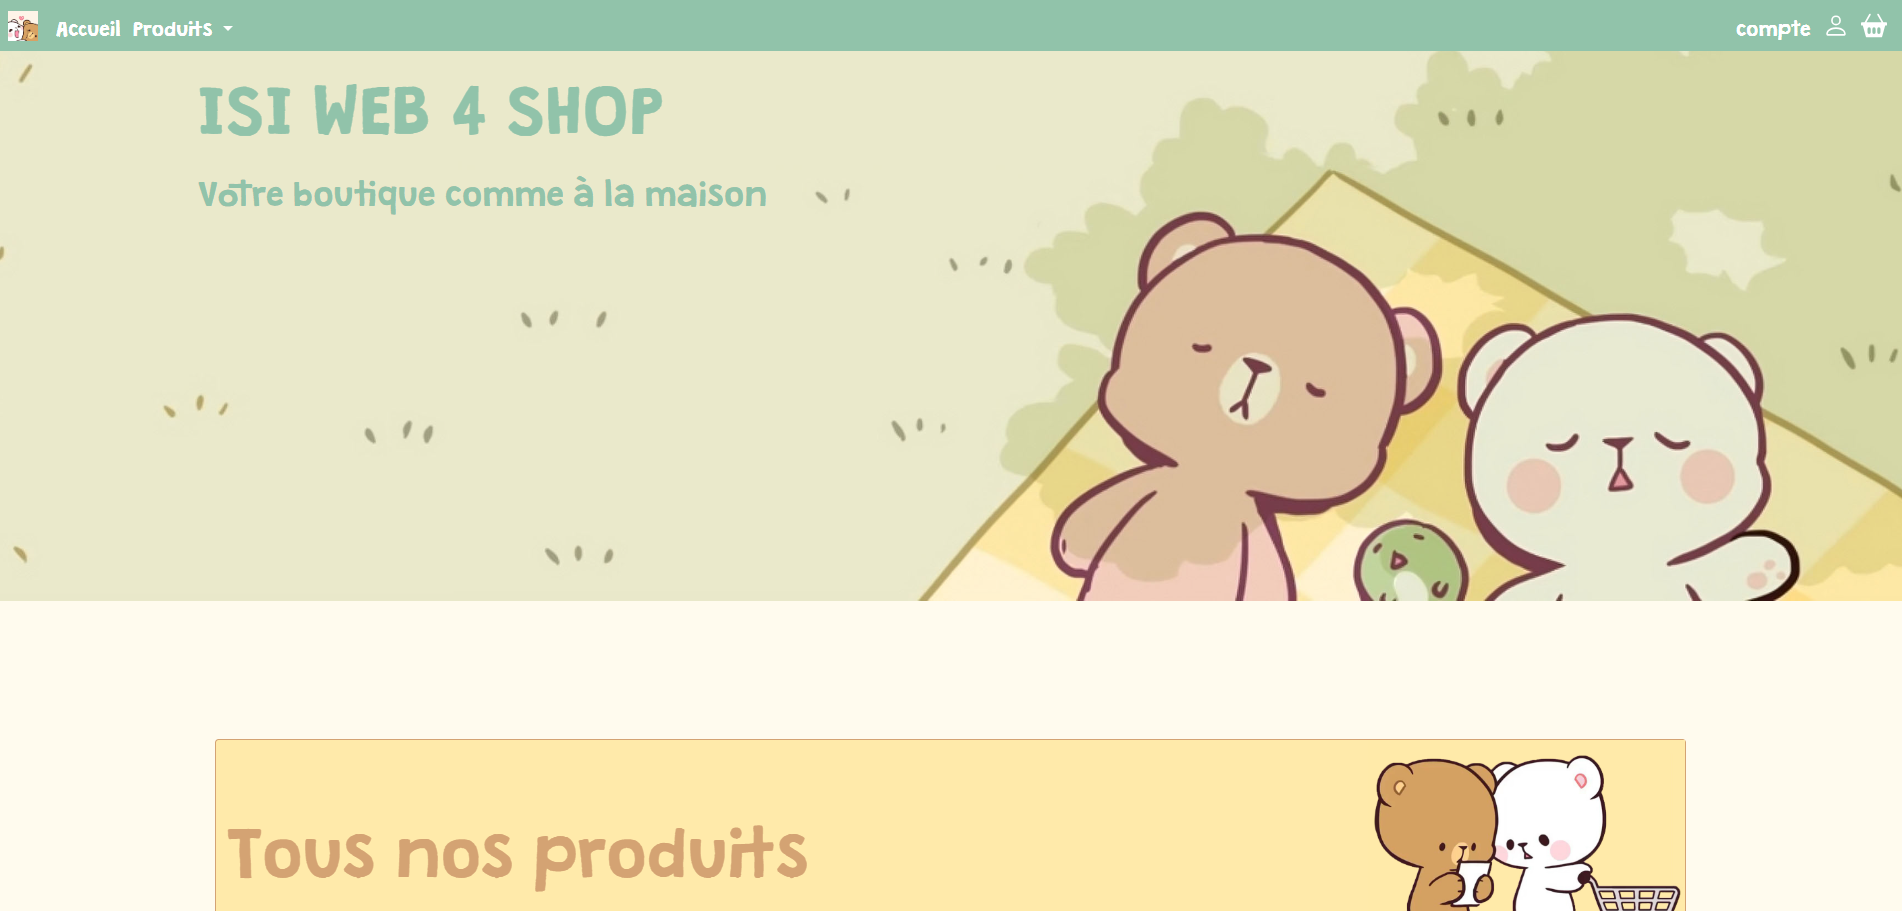 Accueil Produits compte
ISI WEB 4 SHOP
Votre boutique comme à la maison
Tous nos produits